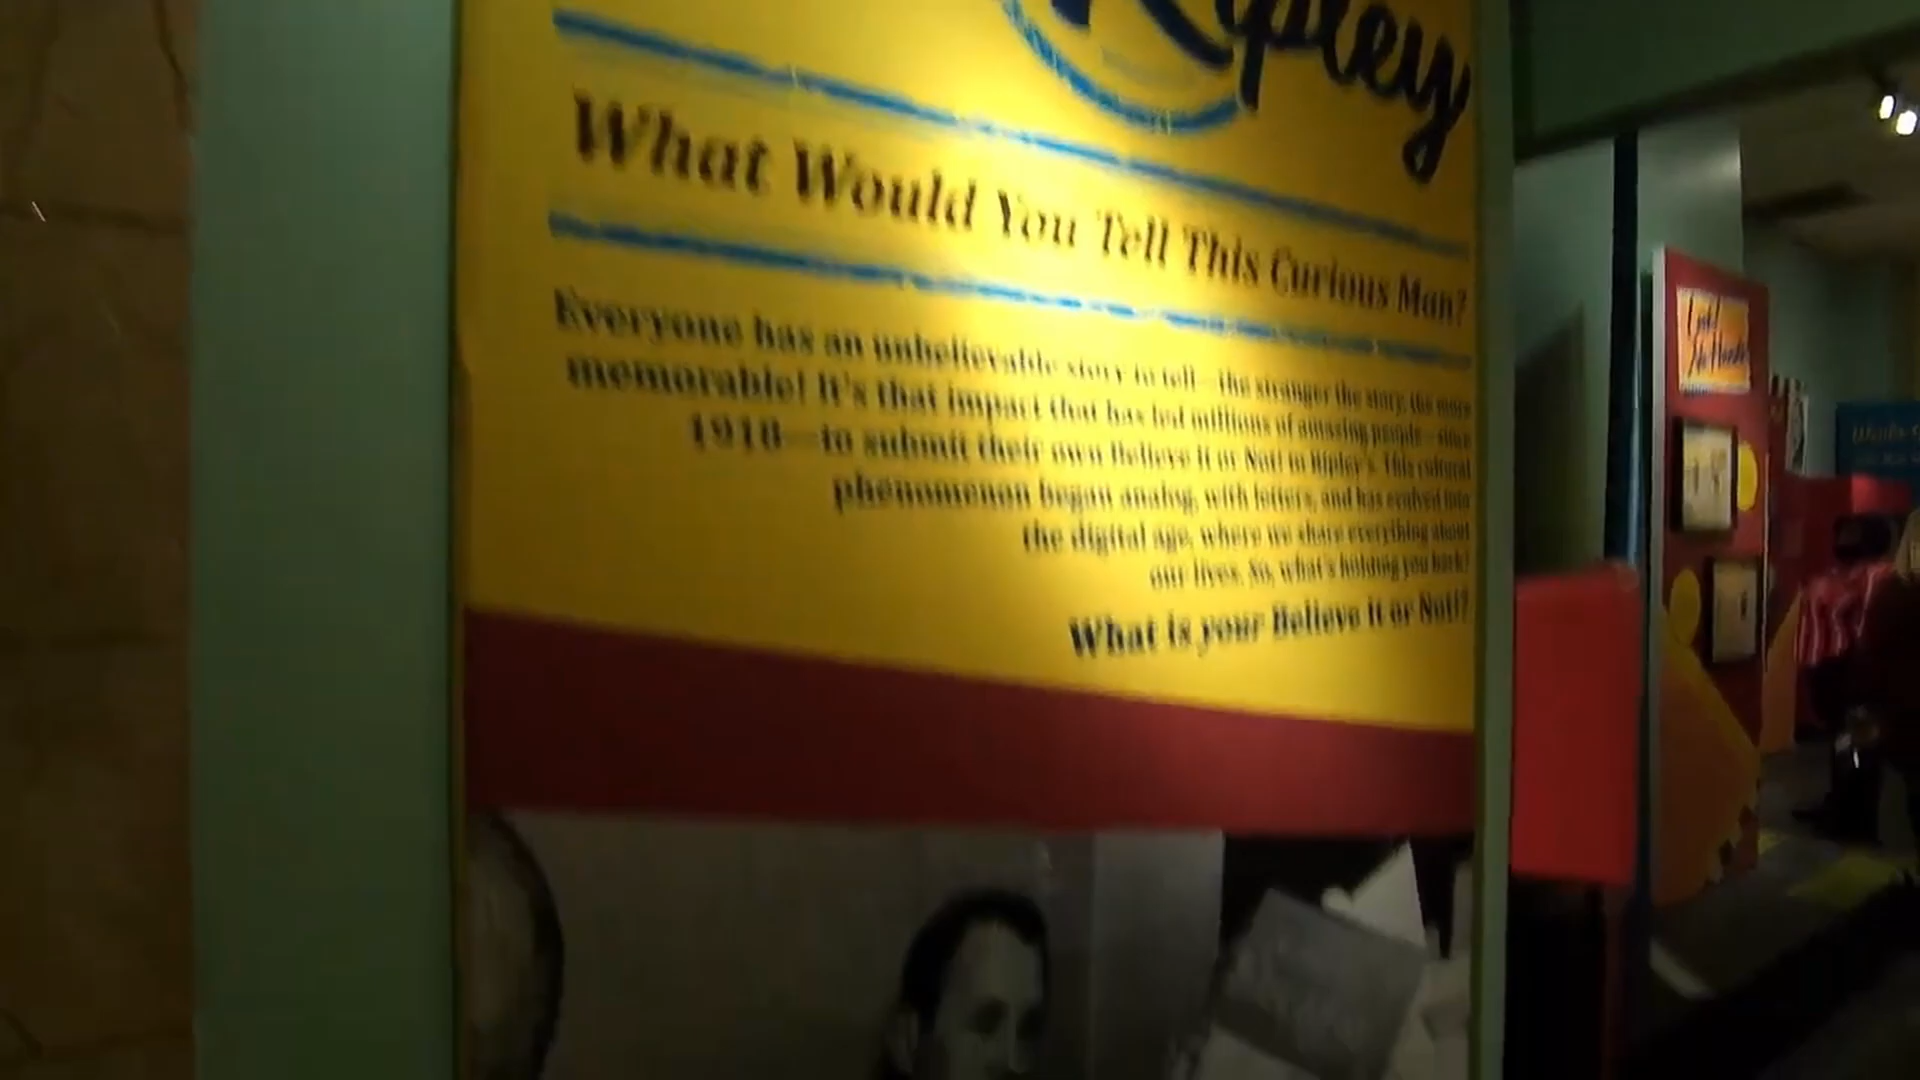 Ripley
What Would You Tell This Curious Man?
Everyone has an unbelievable story to tell—the stranger the story, the more
memorable! It's that impact that has led millions of amazing people—since
1918—to submit their own Believe It or Not! to Ripley's. This cultural
phenomenon began analog, with letters, and has evolved into
the digital age, where we share everything about
our lives. So, what's holding you back?
What is your Believe It or Not!?